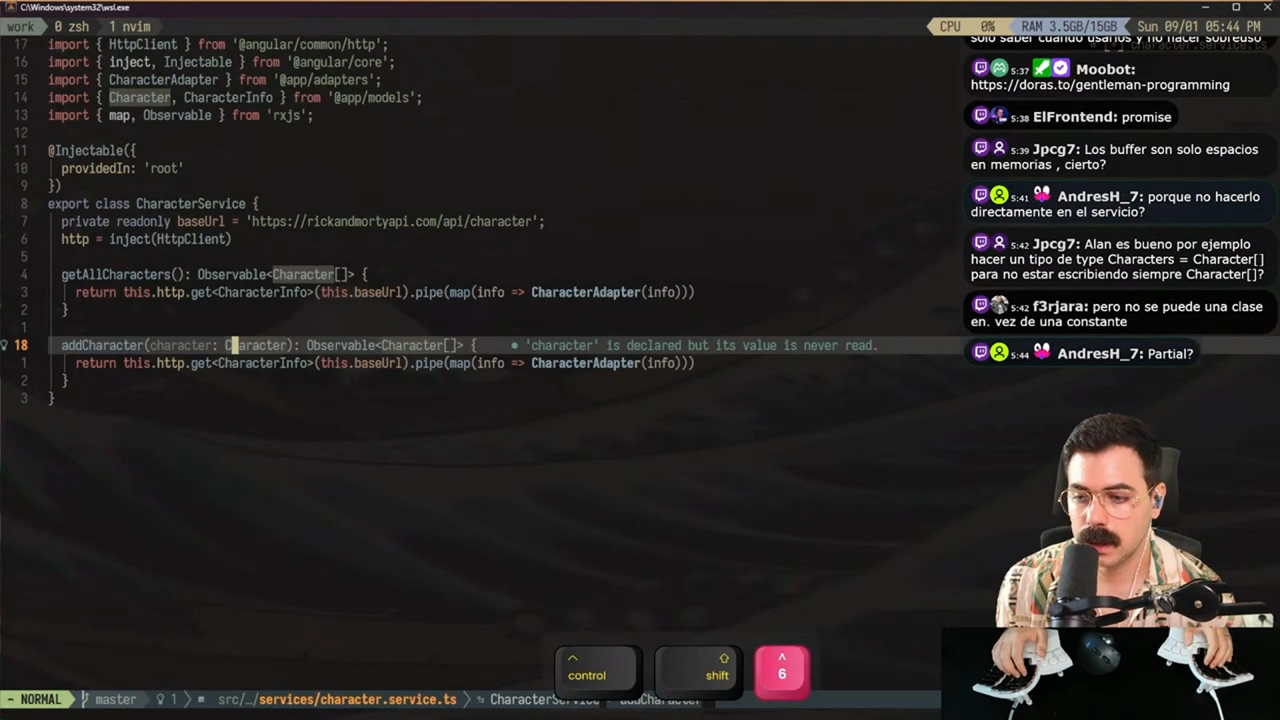 C:\Windows\system32\wsl.exe
work 0 zsh 1 nvim
CPU 0% RAM 3.5GB/15GB Sun 09/01 05:44 PM
17 import { HttpClient } from '@angular/common/http';
16 import { inject, Injectable } from '@angular/core';
15 import { CharacterAdapter } from '@app/adapters';
14 import { Character, CharacterInfo } from '@app/models';
13 import { map, Observable } from 'rxjs';
12
11 @Injectable({
10 providedIn: 'root'
9 })
8 export class CharacterService {
7 private readonly baseUrl = 'https://rickandmortyapi.com/api/character';
6 http = inject(HttpClient)
5
4 getAllCharacters(): Observable<Character[]> {
3 return this.http.get<CharacterInfo>(this.baseUrl).pipe(map(info => CharacterAdapter(info)))
2 }
1
18 addCharacter(character: Character): Observable<Character[]> { ● 'character' is declared but its value is never read.
1 return this.http.get<CharacterInfo>(this.baseUrl).pipe(map(info => CharacterAdapter(info)))
2 }
3 }
solo saber cuando usarlos y no hacer sobreuso
character.service.ts
5:37 Moobot:
https://doras.to/gentleman-programming
5:38 ElFrontend: promise
5:39 Jpcg7: Los buffer son solo espacios
en memorias , cierto?
5:41 AndresH_7: porque no hacerlo
directamente en el servicio?
5:42 Jpcg7: Alan es bueno por ejemplo
hacer un tipo de type Characters = Character[]
para no estar escribiendo siempre Character[]?
5:42 f3rjara: pero no se puede una clase
en. vez de una constante
5:44 AndresH_7: Partial?
^ control
shift
^ 6
- NORMAL master 1 src/…/services/character.service.ts CharacterService addCharacter